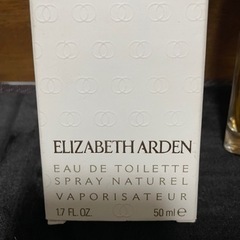 ELIZABETH ARDEN
EAU DE TOILETTE
SPRAY NATUREL
VAPORISATEUR
1.7 FL. OZ. 50 ml ℮